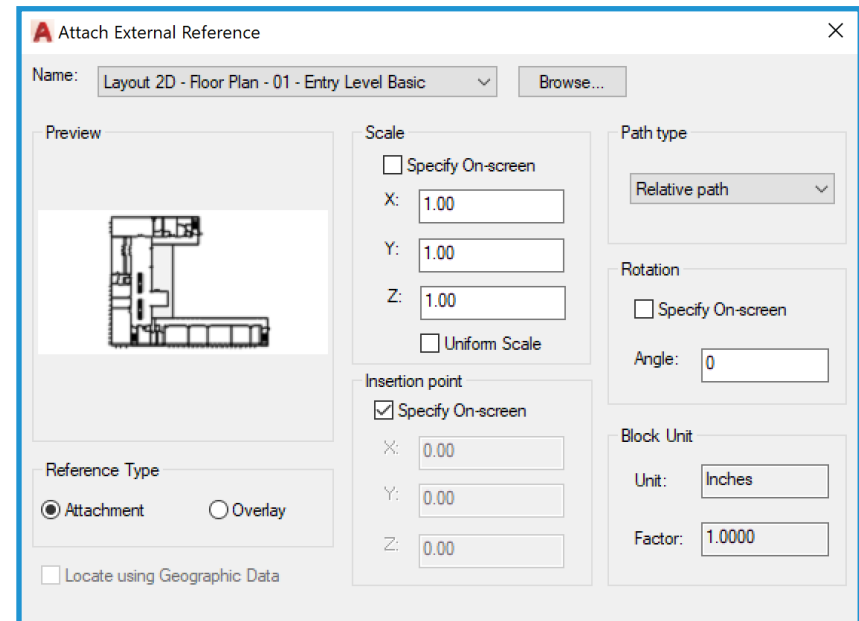 Attach External Reference
Name: Layout 2D - Floor Plan - 01 - Entry Level Basic Browse...
Preview
Reference Type
Attachment Overlay
Locate using Geographic Data
Scale
Specify On-screen
X: 1.00
Y: 1.00
Z: 1.00
Uniform Scale
Insertion point
Specify On-screen
X: 0.00
Y: 0.00
Z: 0.00
Path type
Relative path
Rotation
Specify On-screen
Angle: 0
Block Unit
Unit: Inches
Factor: 1.0000